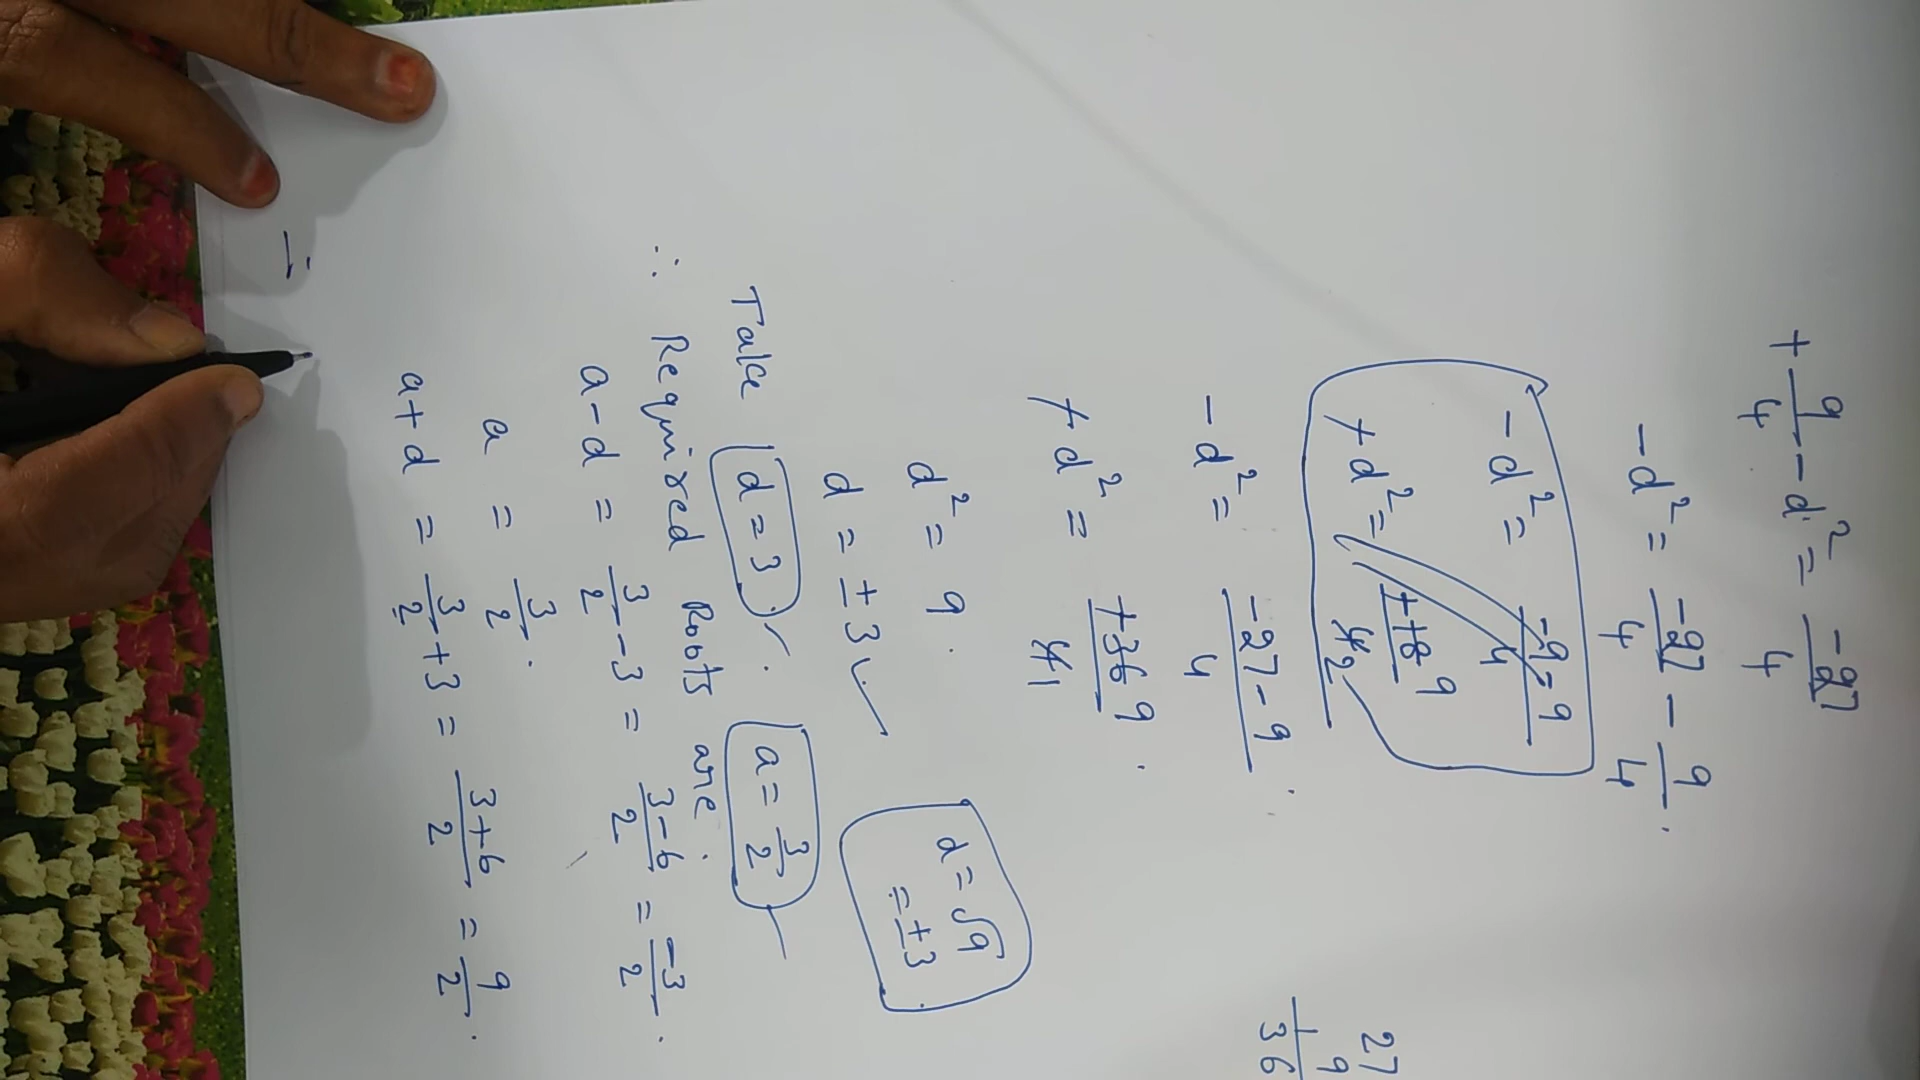 + 9/4 - d² = -27/4
-d² = -27/4 - 9/4.
-d² = -9-9/4
+d² = +18 9/4 2
-d² = -27-9/4
+d² = +36 9/4 1.
27
9
36
d² = 9.
d = √9
= ±3
d = ±3 ✓
Take d = 3 ✓. a = 3/2
∴ Required Roots are.
a-d = 3/2 - 3 = 3-6/2 = -3/2.
a = 3/2.
a+d = 3/2 + 3 = 3+6/2 = 9/2.